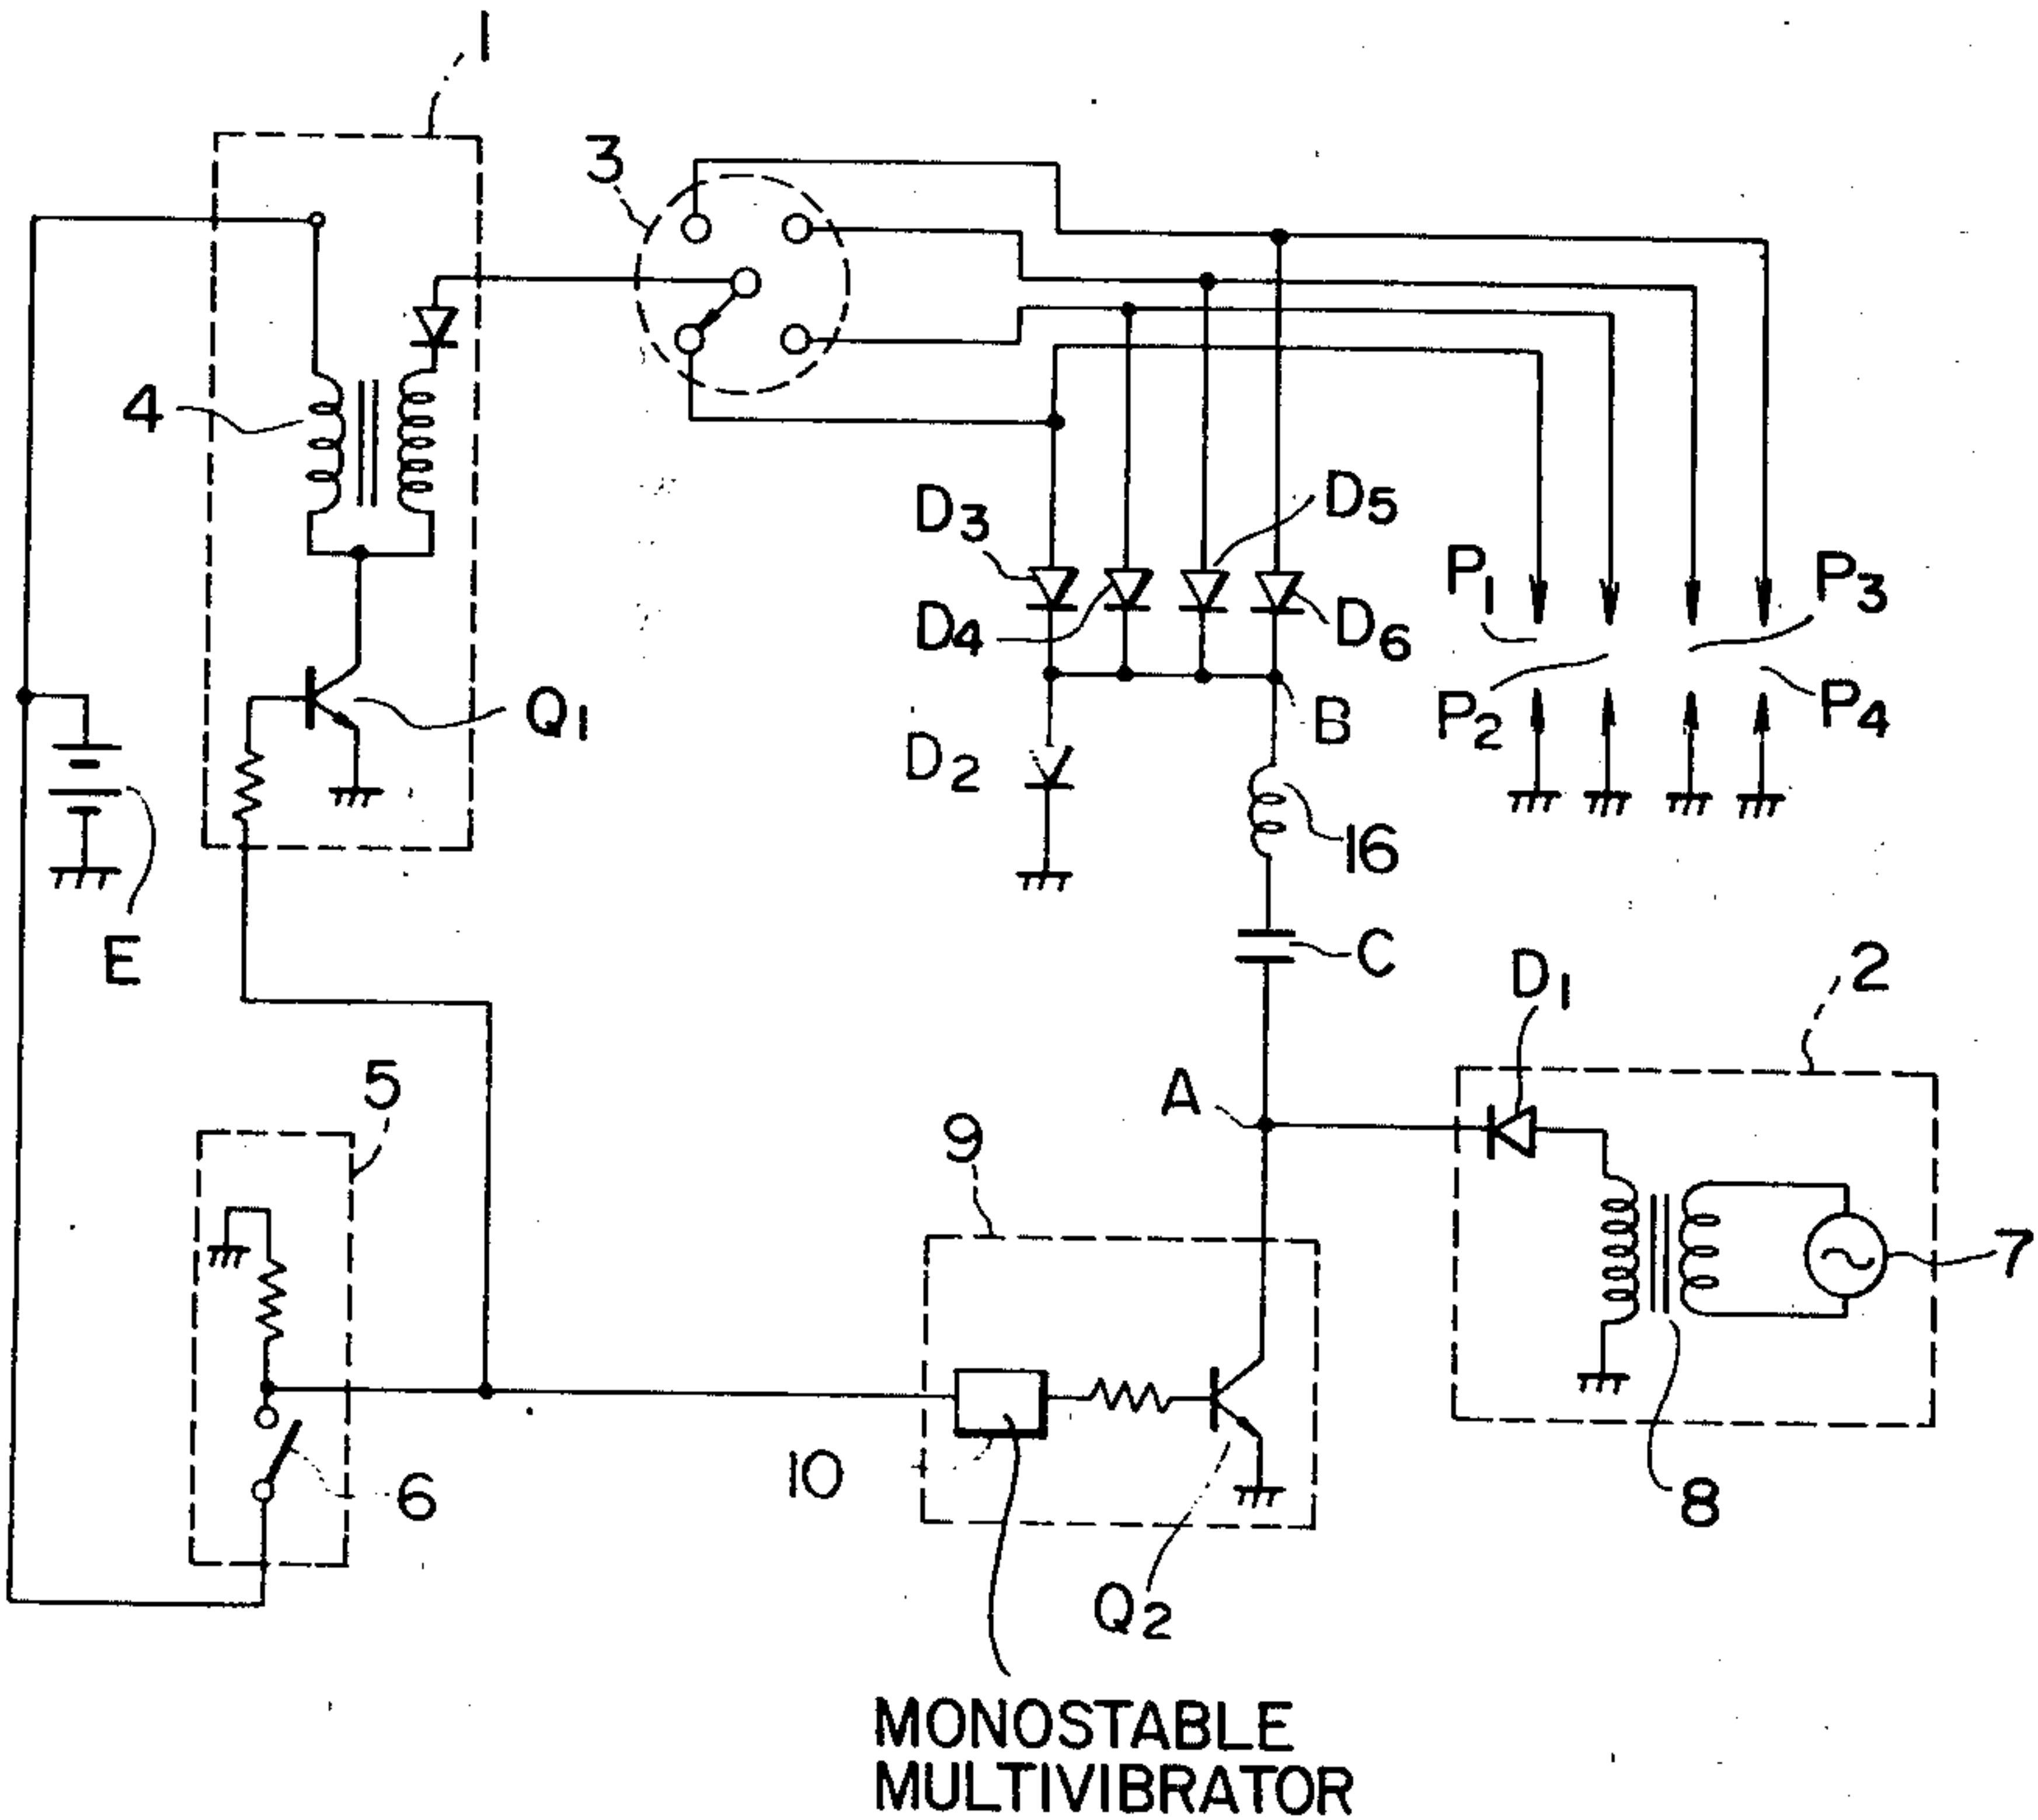 1
3
4
D3
D5
P1
P3
D4
D6
Q1
B
P2
P4
D2
16
E
C
D1
2
5
A
9
7
10
6
8
Q2
MONOSTABLE
MULTIVIBRATOR